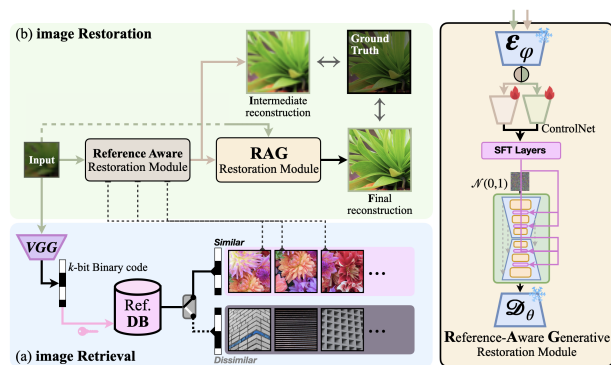 (b) image Restoration
Ground
Truth
Intermediate
reconstruction
Input
Reference Aware
Restoration Module
RAG
Restoration Module
Final
reconstruction
VGG
k-bit Binary code
Ref.
DB
Similar
...
Dissimilar
...
(a) image Retrieval
ℰφ
ControlNet
SFT Layers
𝒩(0,1)
𝒟θ
Reference-Aware Generative
Restoration Module